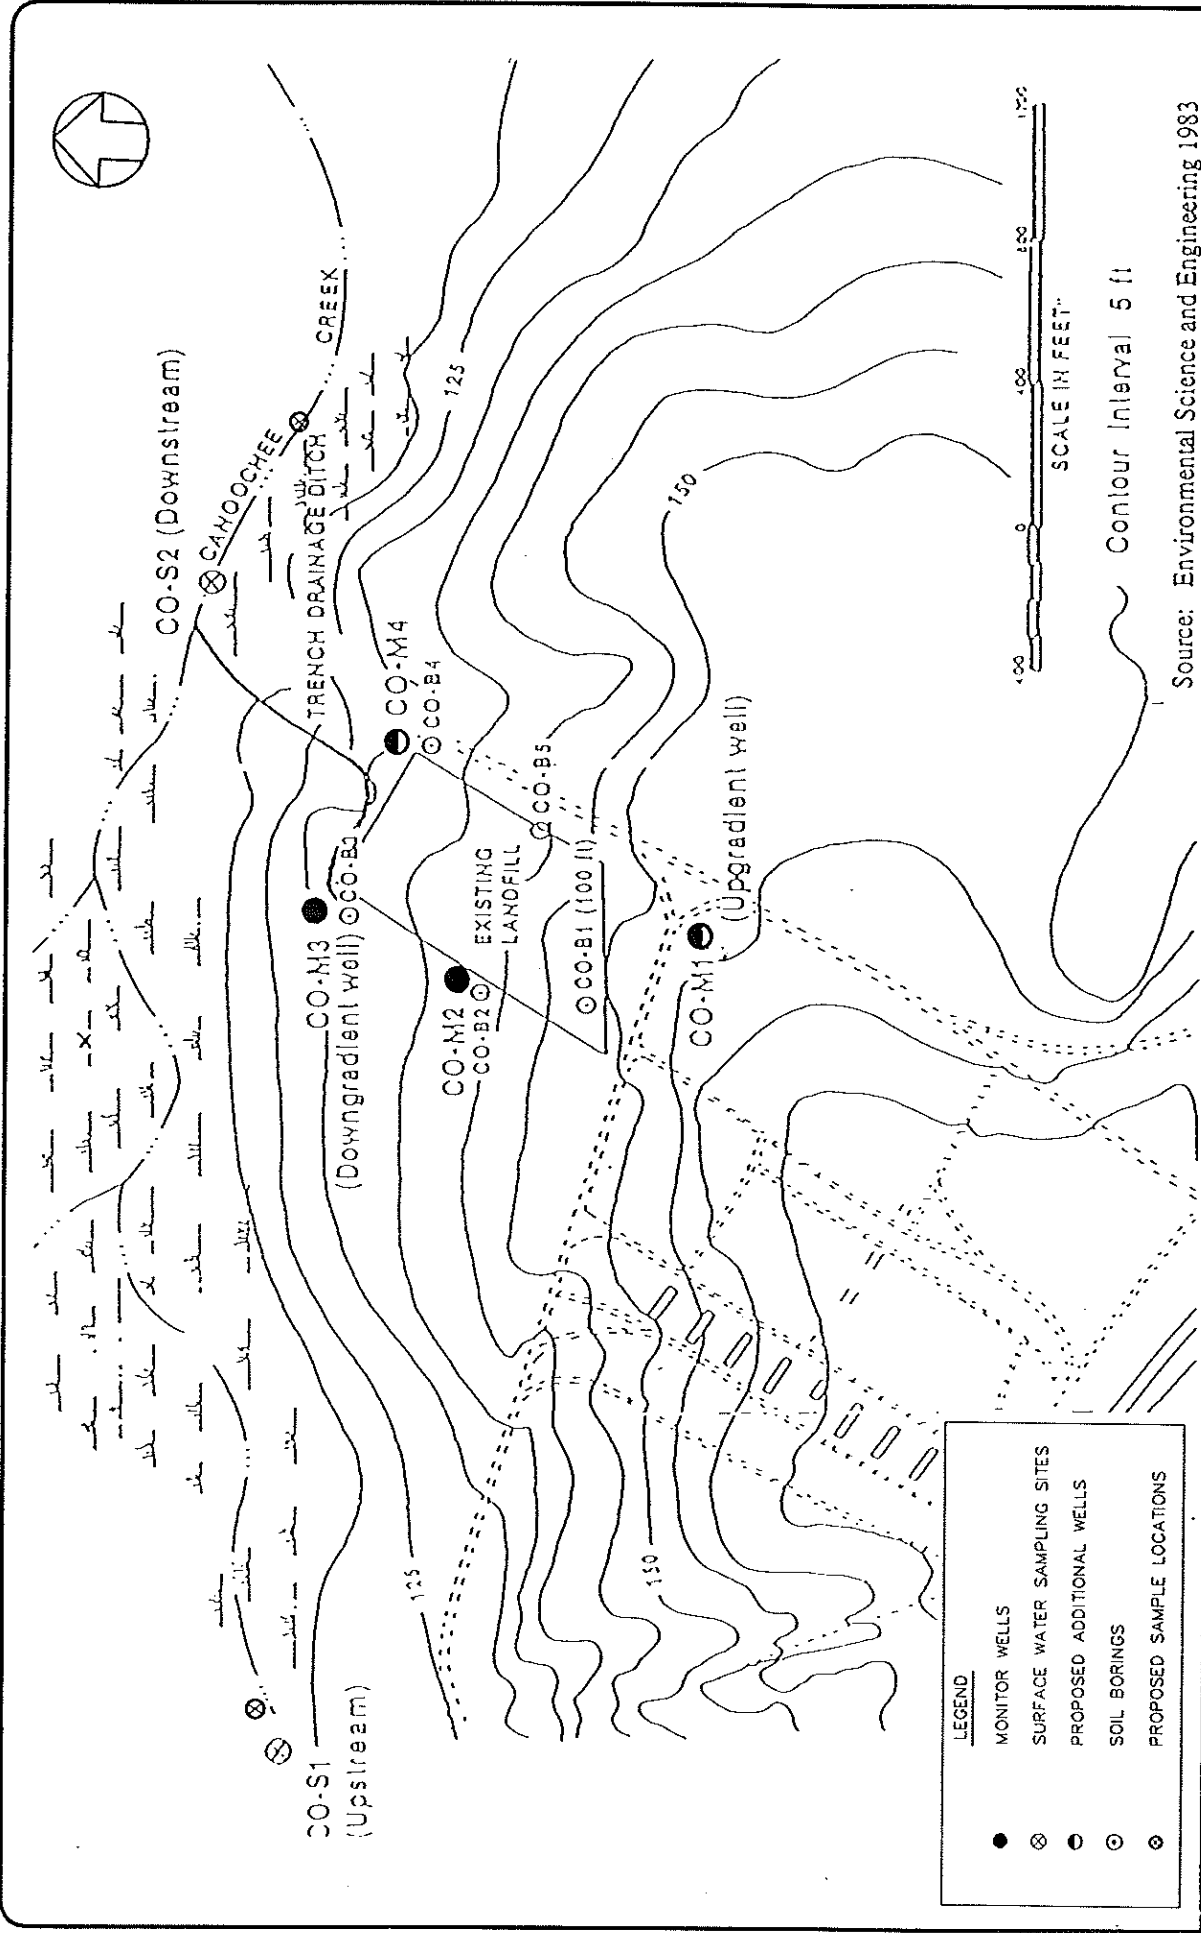 CO-S2 (Downstream)
CANOOCHEE
CREEK
TRENCH DRAINAGE DITCH
125
CO-M4
CO-B4
CO-M3
(Downgradient well)
CO-B3
CO-M2
CO-B2
EXISTING
LANDFILL
CO-B5
CO-B1 (100 ft)
150
CO-M1
(Upgradient well)
CO-S1
(Upstream)
125
150
400
0
400
SCALE IN FEET
Contour Interval 5 ft
Source: Environmental Science and Engineering 1983
LEGEND
MONITOR WELLS
SURFACE WATER SAMPLING SITES
PROPOSED ADDITIONAL WELLS
SOIL BORINGS
PROPOSED SAMPLE LOCATIONS